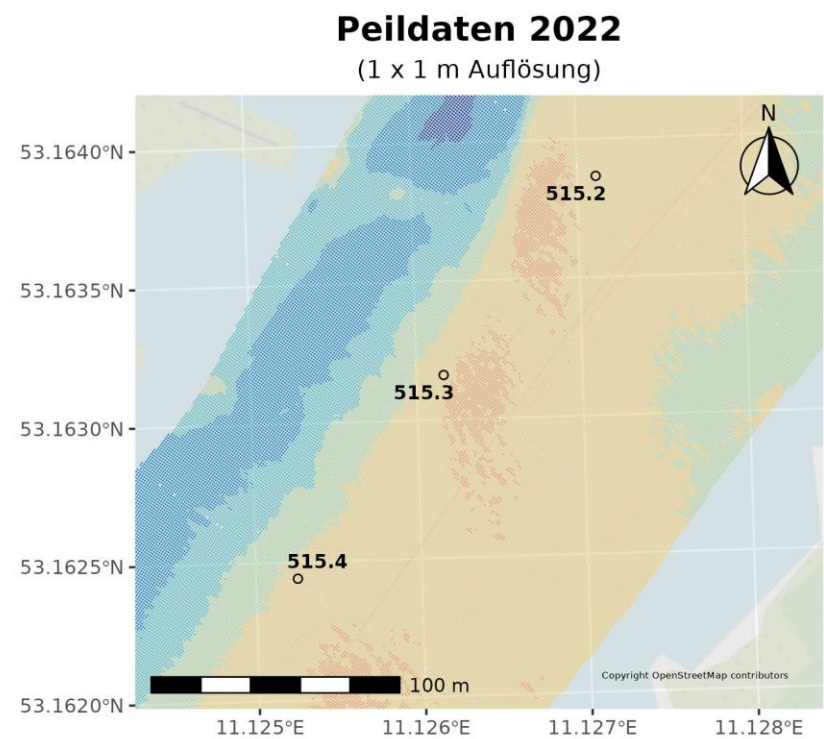 Peildaten 2022
(1 x 1 m Auflösung)
N
53.1640°N
515.2
53.1635°N
515.3
53.1630°N
53.1625°N
515.4
Copyright OpenStreetMap contributors
100 m
53.1620°N
11.125°E 11.126°E 11.127°E 11.128°E